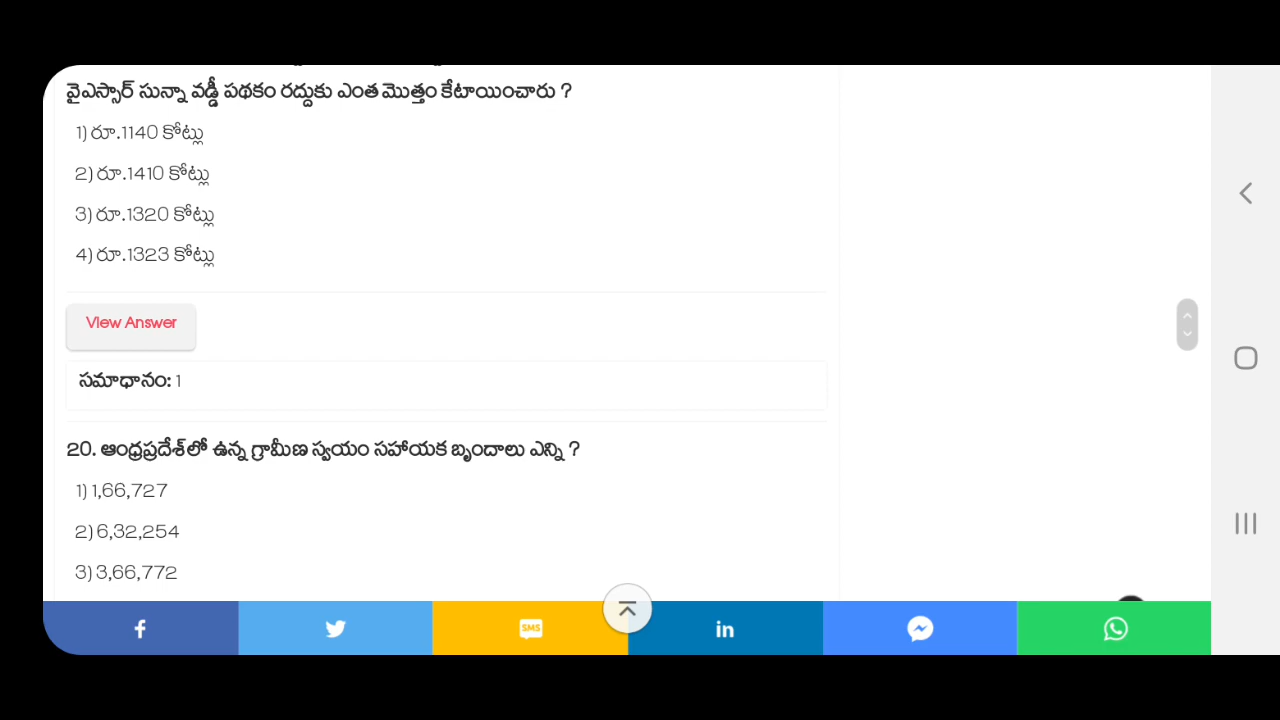 వైఎస్సార్ సున్నా వడ్డీ పథకం రద్దుకు ఎంత మొత్తం కేటాయించారు ?
1) రూ.1140 కోట్లు
2) రూ.1410 కోట్లు
3) రూ.1320 కోట్లు
4) రూ.1323 కోట్లు
View Answer
సమాధానం: 1
20. ఆంధ్రప్రదేశ్‌లో ఉన్న గ్రామీణ స్వయం సహాయక బృందాలు ఎన్ని ?
1) 1,66,727
2) 6,32,254
3) 3,66,772
SMS